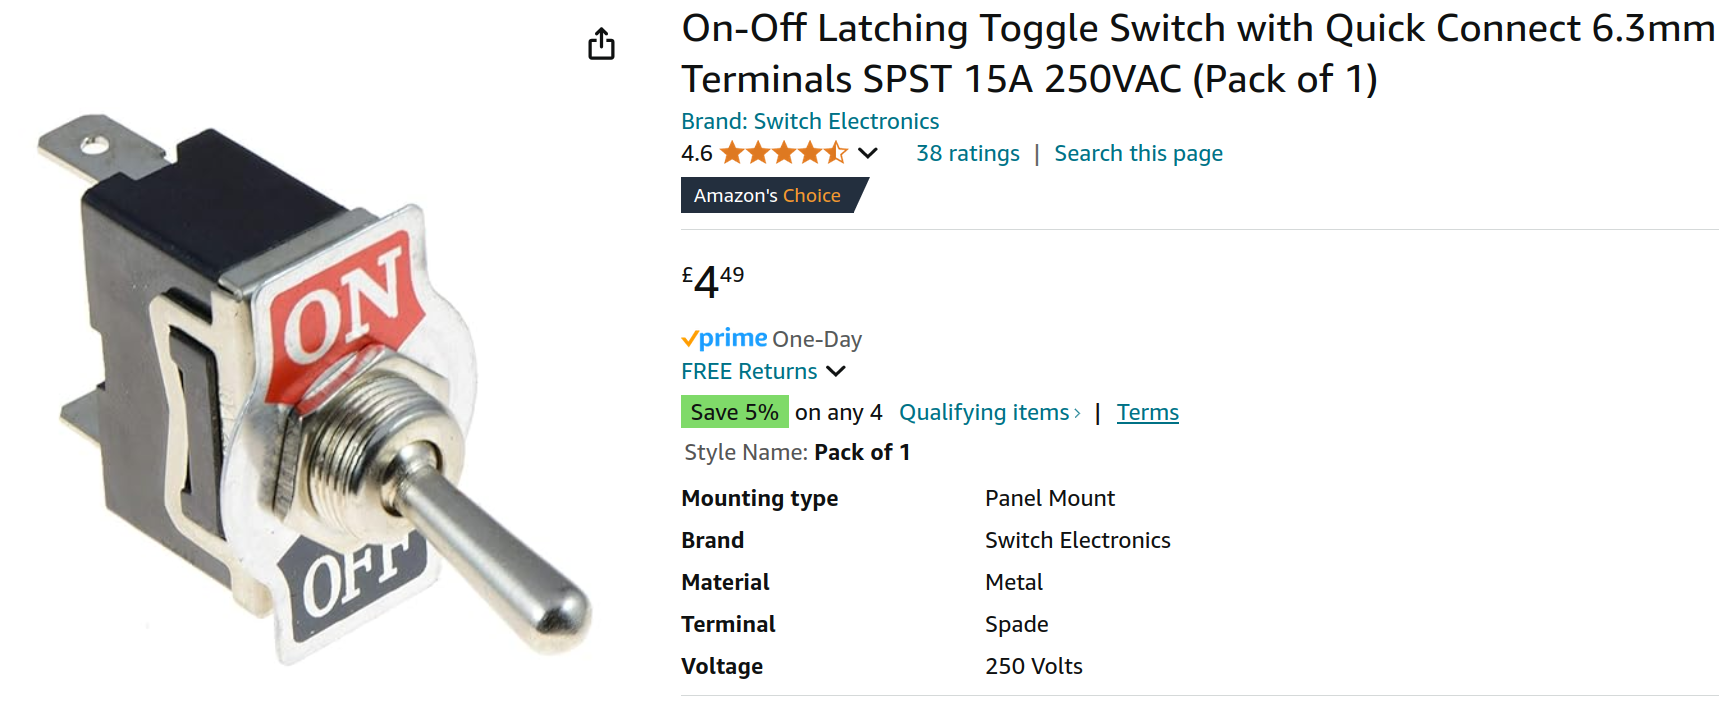 On-Off Latching Toggle Switch with Quick Connect 6.3mm
Terminals SPST 15A 250VAC (Pack of 1)
Brand: Switch Electronics
4.6
38 ratings | Search this page
Amazon's Choice
£449
prime One-Day
FREE Returns
Save 5% on any 4 Qualifying items› | Terms
Style Name: Pack of 1
Mounting type Panel Mount
Brand Switch Electronics
Material Metal
Terminal Spade
Voltage 250 Volts
ON
OFF